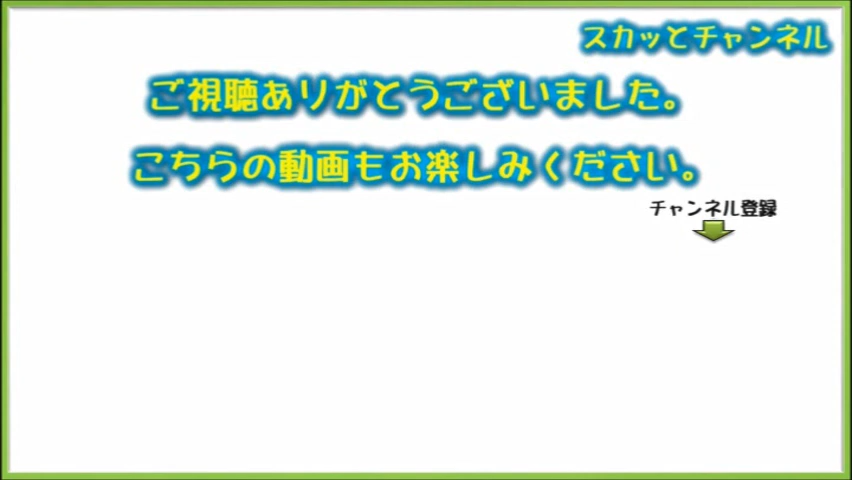 スカッとチャンネル
ご視聴ありがとうございました。
こちらの動画もお楽しみください。
チャンネル登録